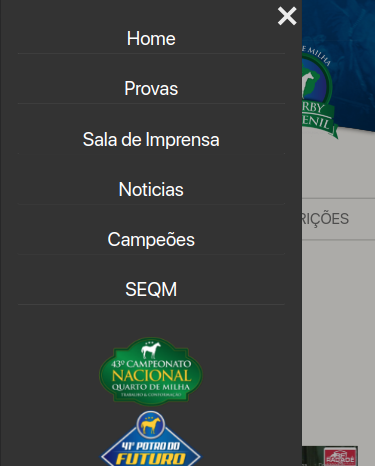 ×
Home
Provas
Sala de Imprensa
Noticias
Campeões
SEQM
43º CAMPEONATO
NACIONAL
QUARTO DE MILHA
TRABALHO & CONFORMAÇÃO
41º POTRO DO
FUTURO
DE MILHA
RBY
ENIL
RIÇÕES